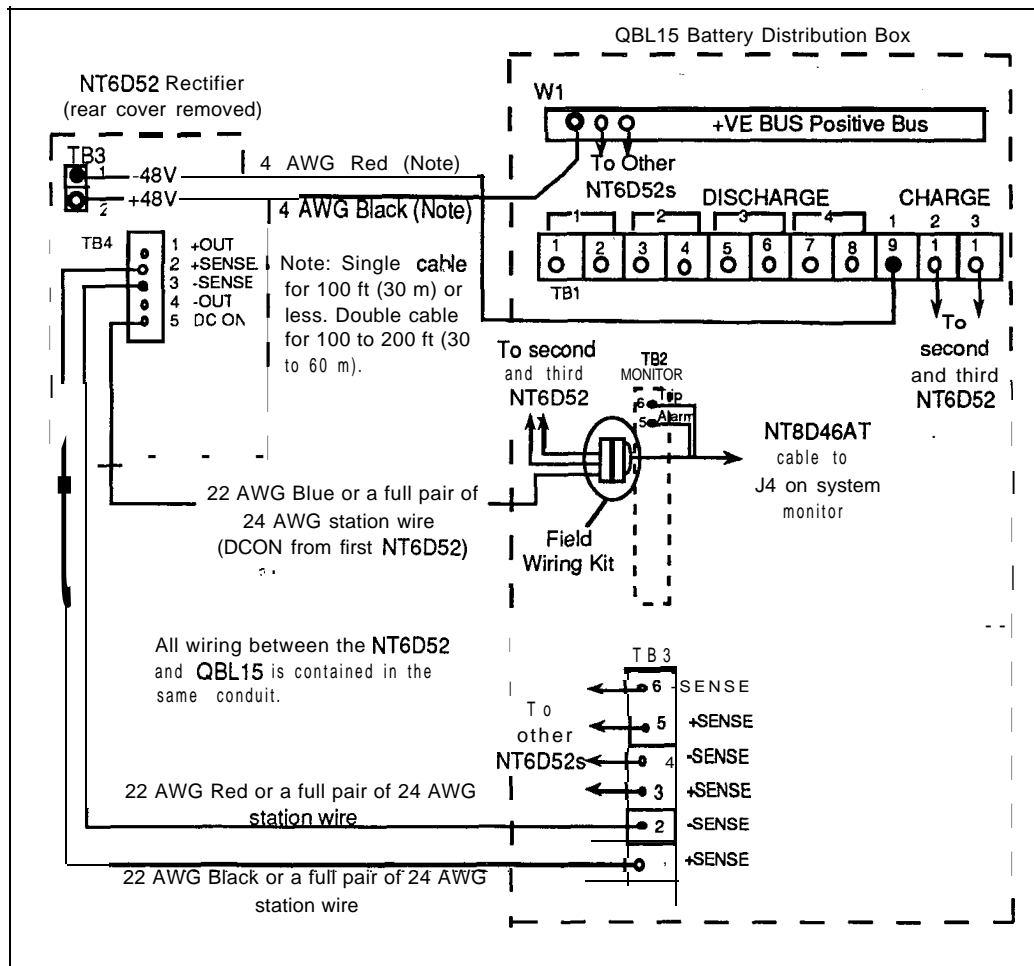 QBL15 Battery Distribution Box
NT6D52 Rectifier
(rear cover removed)
W1
+VE BUS Positive Bus
To Other
NT6D52s
TB3
1
-48V
4 AWG Red (Note)
2
+48V
4 AWG Black (Note)
DISCHARGE
CHARGE
1 2 3 4 1 2 3
1 2 3 4 5 6 7 8 9 1 1
TB1
TB4
1 +OUT
2 +SENSE
3 -SENSE
4 -OUT
5 DC ON
Note: Single cable
for 100 ft (30 m) or
less. Double cable
for 100 to 200 ft (30
to 60 m).
To
second
and third
NT6D52
To second
and third
NT6D52
TB2
MONITOR
6 Trip
5 Alarm
NT8D46AT
cable to
J4 on system
monitor
22 AWG Blue or a full pair of
24 AWG station wire
(DCON from first NT6D52)
Field
Wiring Kit
All wiring between the NT6D52
and QBL15 is contained in the
same conduit.
TB3
6 -SENSE
5 +SENSE
4 -SENSE
3 +SENSE
2 -SENSE
+SENSE
To
other
NT6D52s
22 AWG Red or a full pair of 24 AWG
station wire
22 AWG Black or a full pair of 24 AWG
station wire